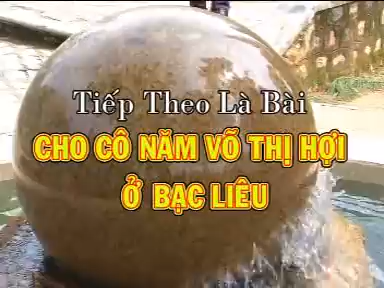 Tiếp Theo Là Bài
CHO CÔ NĂM VÕ THỊ HỢI
Ở BẠC LIÊU